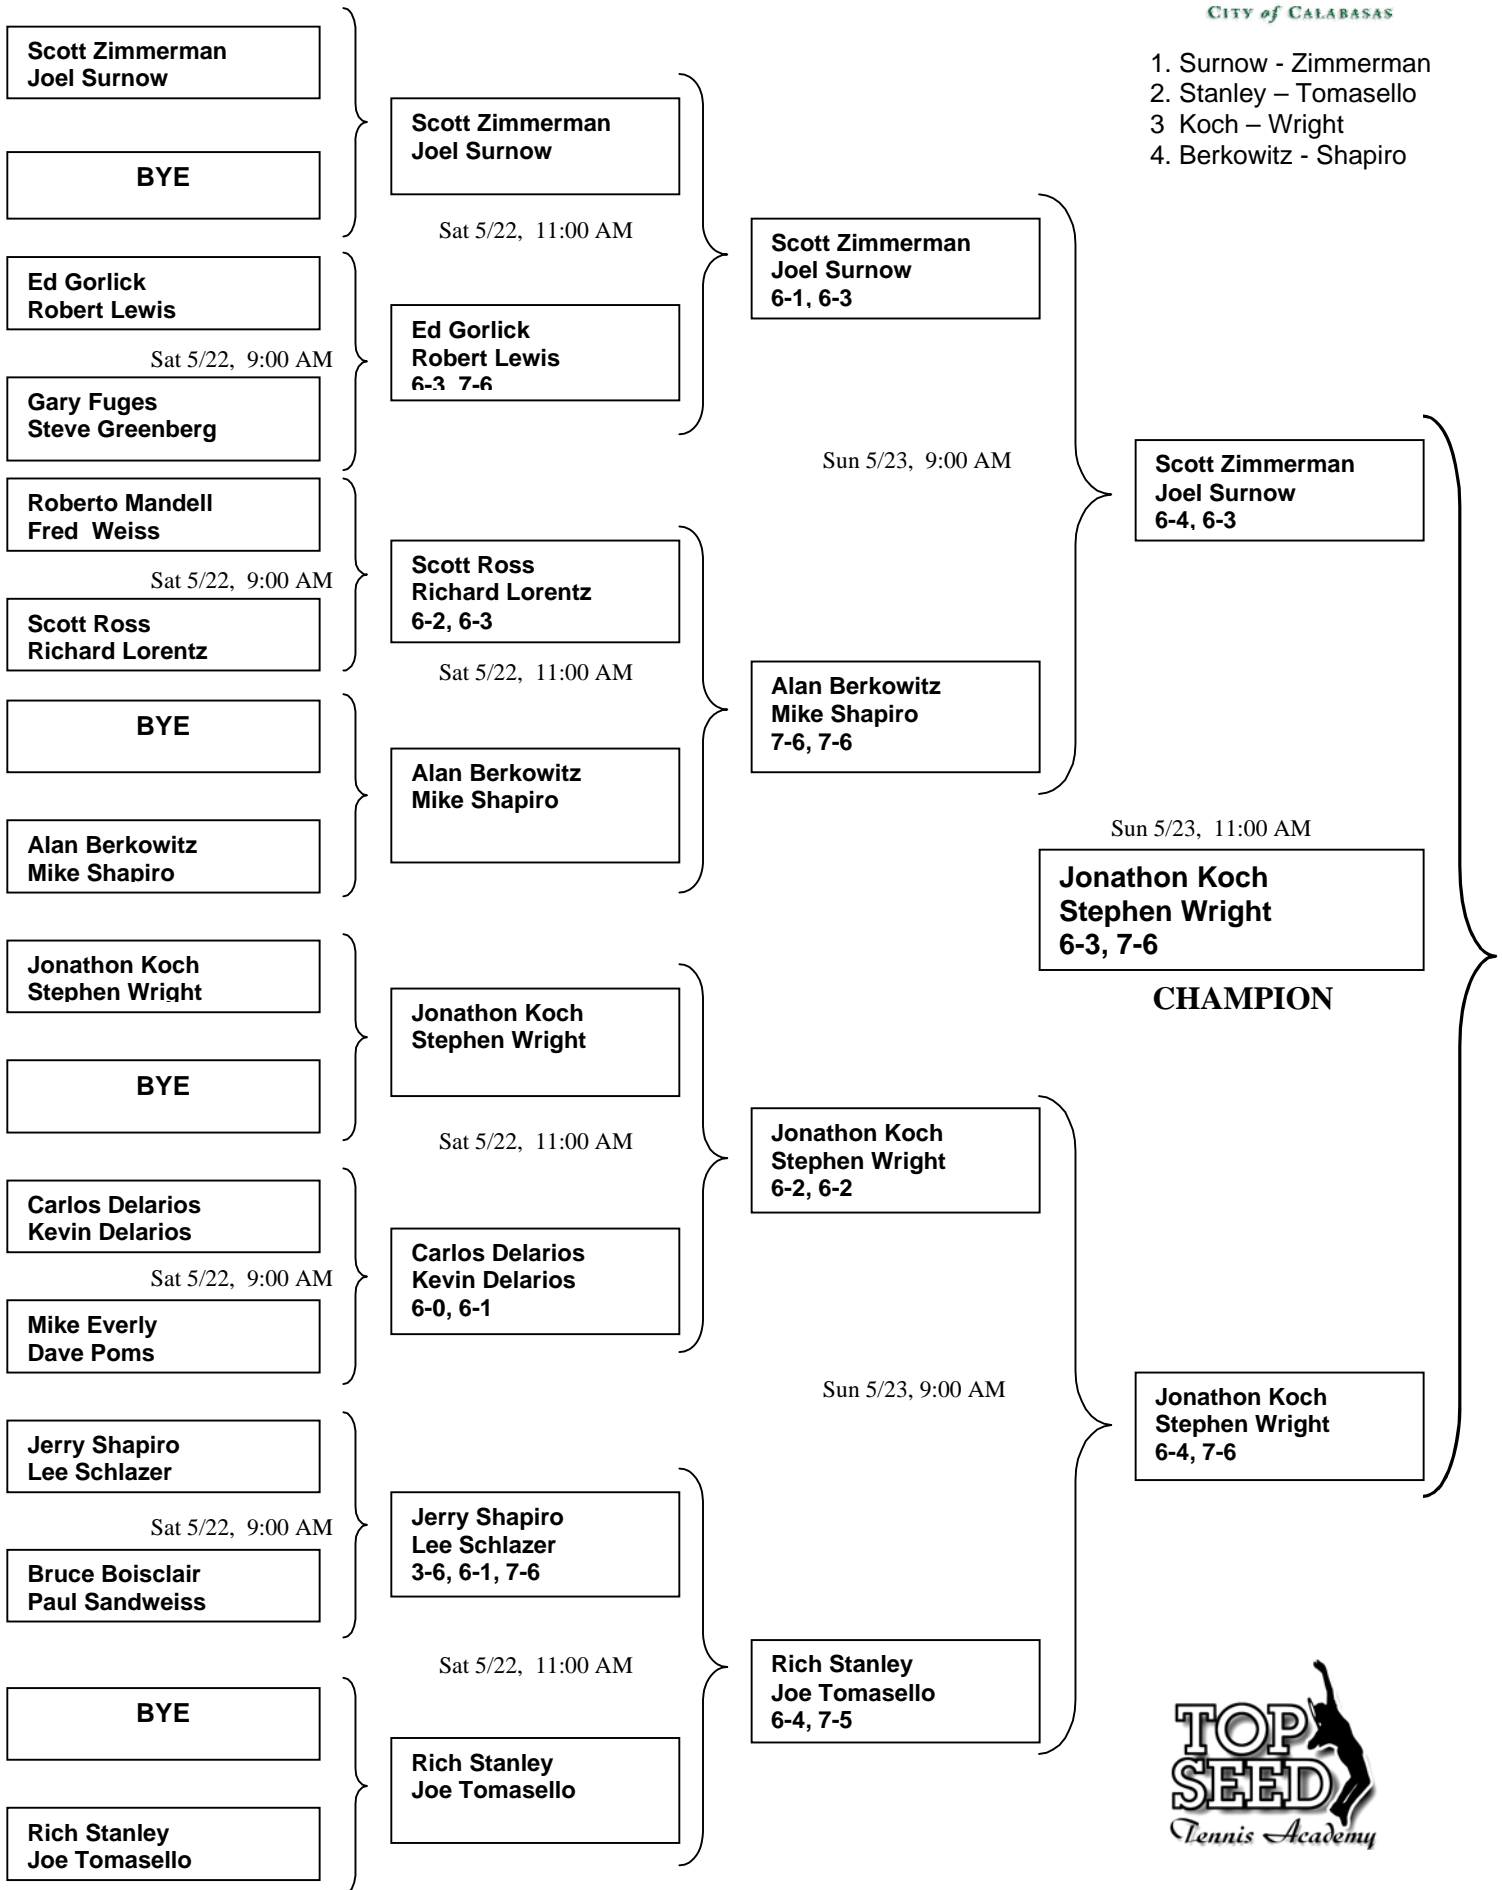 CITY of CALABASAS
1. Surnow - Zimmerman
2. Stanley – Tomasello
3 Koch – Wright
4. Berkowitz - Shapiro
Scott Zimmerman
Joel Surnow
BYE
Ed Gorlick
Robert Lewis
Sat 5/22, 9:00 AM
Gary Fuges
Steve Greenberg
Roberto Mandell
Fred Weiss
Sat 5/22, 9:00 AM
Scott Ross
Richard Lorentz
BYE
Alan Berkowitz
Mike Shapiro
Jonathon Koch
Stephen Wright
BYE
Carlos Delarios
Kevin Delarios
Sat 5/22, 9:00 AM
Mike Everly
Dave Poms
Jerry Shapiro
Lee Schlazer
Sat 5/22, 9:00 AM
Bruce Boisclair
Paul Sandweiss
BYE
Rich Stanley
Joe Tomasello
Scott Zimmerman
Joel Surnow
Sat 5/22, 11:00 AM
Ed Gorlick
Robert Lewis
6-3, 7-6
Scott Ross
Richard Lorentz
6-2, 6-3
Sat 5/22, 11:00 AM
Alan Berkowitz
Mike Shapiro
Jonathon Koch
Stephen Wright
Sat 5/22, 11:00 AM
Carlos Delarios
Kevin Delarios
6-0, 6-1
Jerry Shapiro
Lee Schlazer
3-6, 6-1, 7-6
Sat 5/22, 11:00 AM
Rich Stanley
Joe Tomasello
Scott Zimmerman
Joel Surnow
6-1, 6-3
Sun 5/23, 9:00 AM
Alan Berkowitz
Mike Shapiro
7-6, 7-6
Jonathon Koch
Stephen Wright
6-2, 6-2
Sun 5/23, 9:00 AM
Rich Stanley
Joe Tomasello
6-4, 7-5
Scott Zimmerman
Joel Surnow
6-4, 6-3
Sun 5/23, 11:00 AM
Jonathon Koch
Stephen Wright
6-3, 7-6
CHAMPION
Jonathon Koch
Stephen Wright
6-4, 7-6
TOP
SEED
Tennis Academy